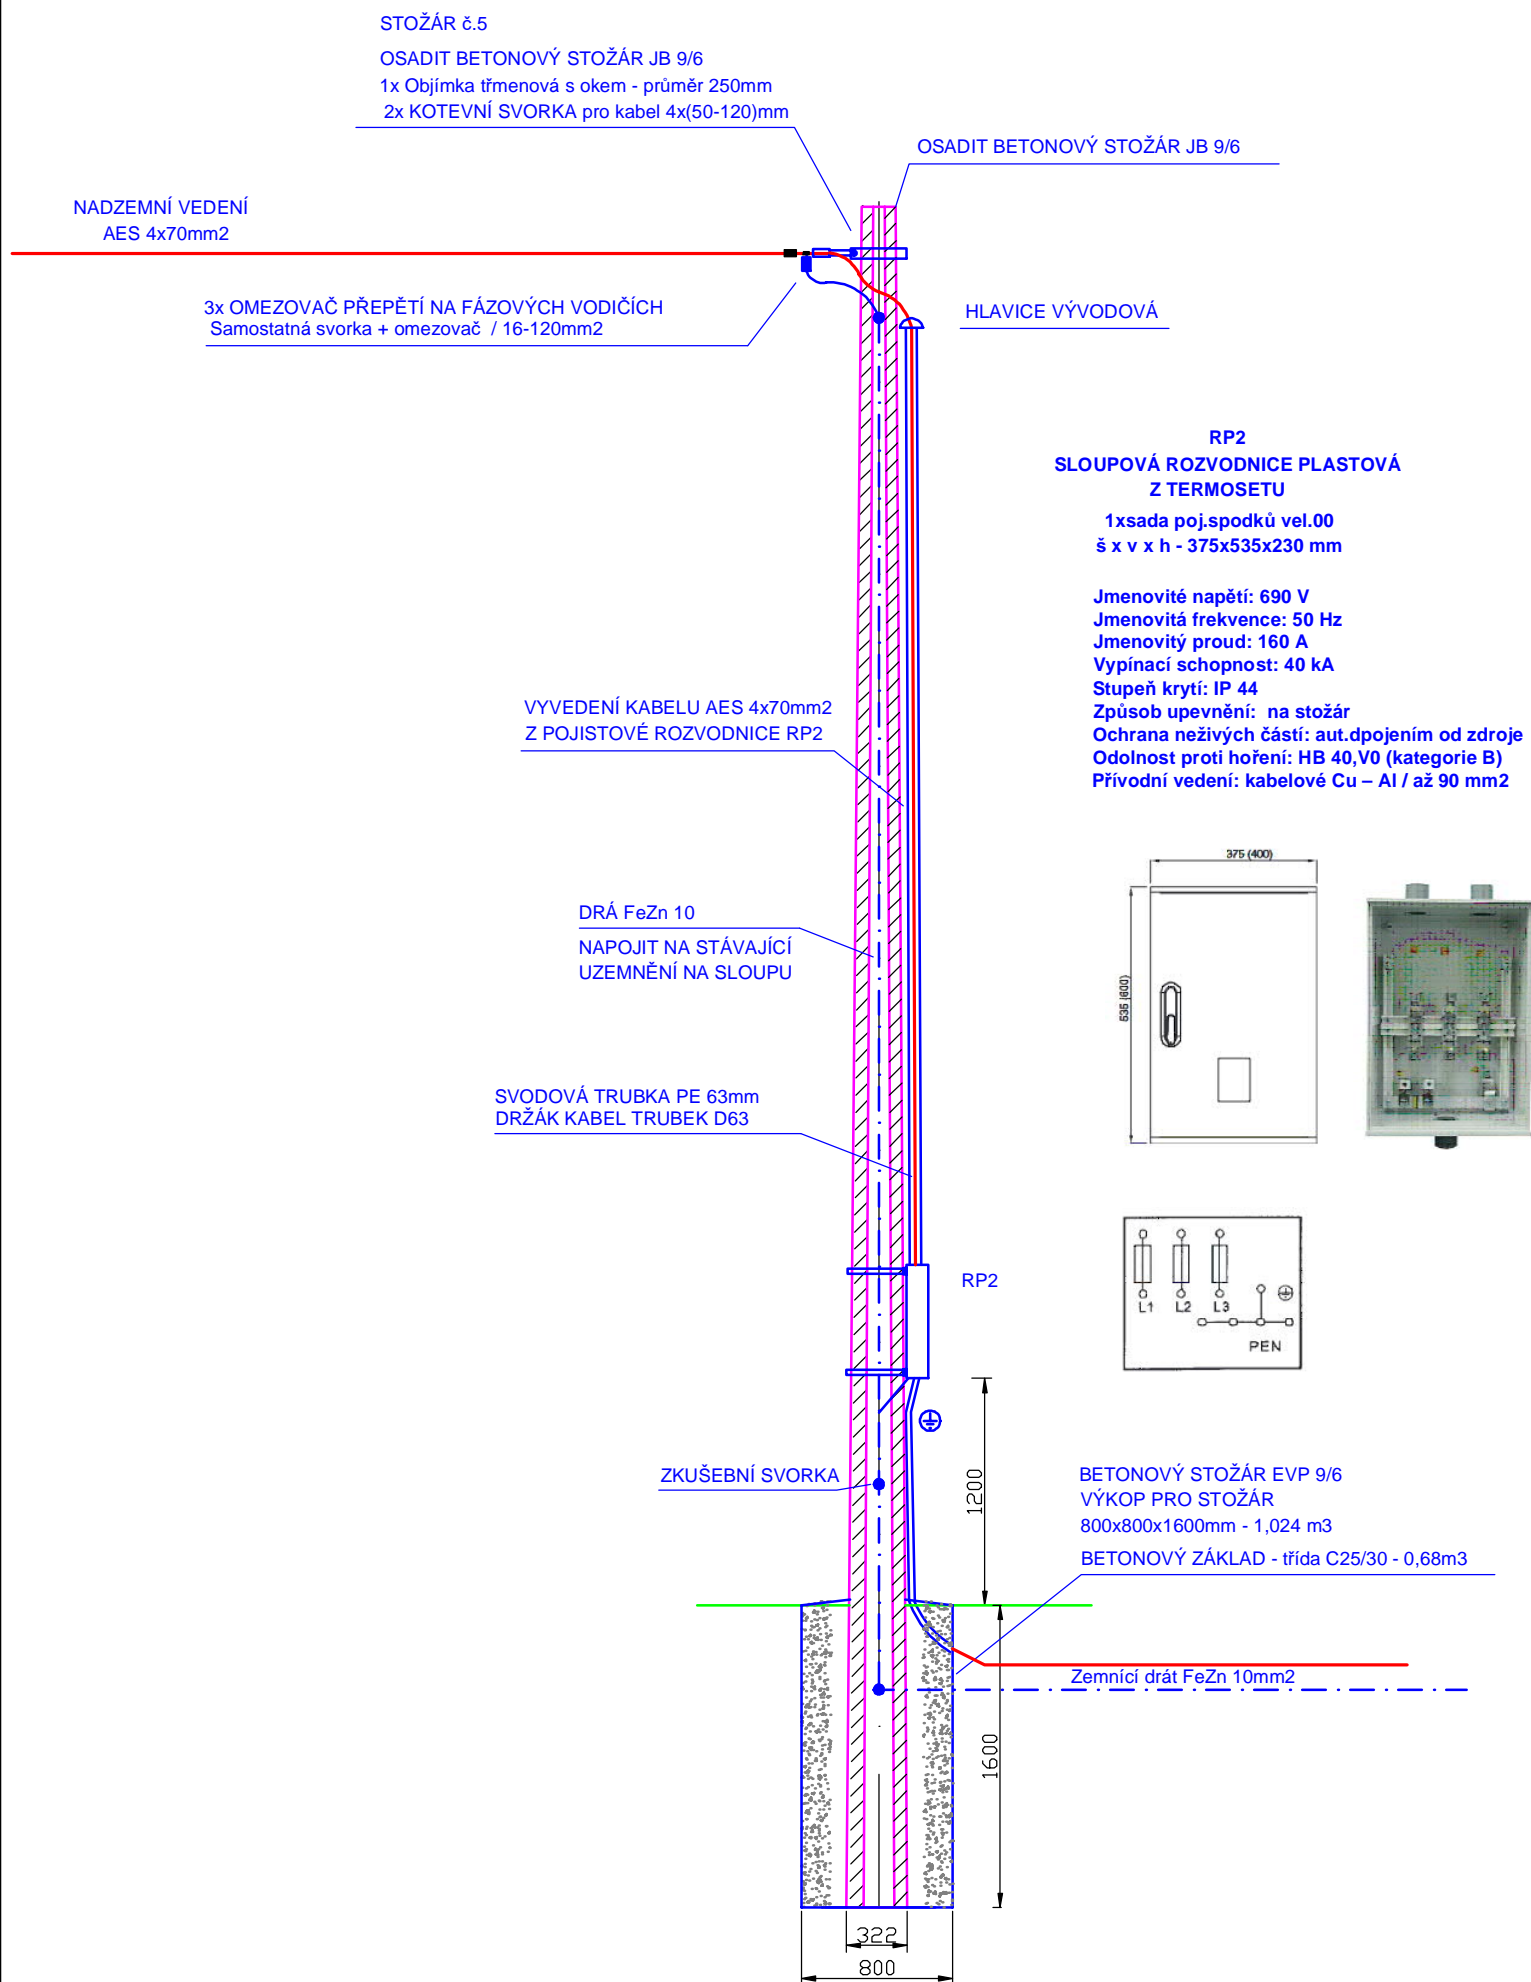 STOŽÁR č.5
OSADIT BETONOVÝ STOŽÁR JB 9/6
1x Objímka třmenová s okem - průměr 250mm
2x KOTEVNÍ SVORKA pro kabel 4x(50-120)mm
OSADIT BETONOVÝ STOŽÁR JB 9/6
NADZEMNÍ VEDENÍ
AES 4x70mm2
3x OMEZOVAČ PŘEPĚTÍ NA FÁZOVÝCH VODIČÍCH
Samostatná svorka + omezovač / 16-120mm2
HLAVICE VÝVODOVÁ
RP2
SLOUPOVÁ ROZVODNICE PLASTOVÁ
Z TERMOSETU
1xsada poj.spodků vel.00
š x v x h - 375x535x230 mm
Jmenovité napětí: 690 V
Jmenovitá frekvence: 50 Hz
Jmenovitý proud: 160 A
Vypínací schopnost: 40 kA
Stupeň krytí: IP 44
Způsob upevnění: na stožár
Ochrana neživých částí: aut.dpojením od zdroje
Odolnost proti hoření: HB 40,V0 (kategorie B)
Přívodní vedení: kabelové Cu – Al / až 90 mm2
VYVEDENÍ KABELU AES 4x70mm2
Z POJISTOVÉ ROZVODNICE RP2
375 (400)
535 (600)
DRÁ FeZn 10
NAPOJIT NA STÁVAJÍCÍ
UZEMNĚNÍ NA SLOUPU
SVODOVÁ TRUBKA PE 63mm
DRŽÁK KABEL TRUBEK D63
RP2
L1 L2 L3
PEN
ZKUŠEBNÍ SVORKA
1200
BETONOVÝ STOŽÁR EVP 9/6
VÝKOP PRO STOŽÁR
800x800x1600mm - 1,024 m3
BETONOVÝ ZÁKLAD - třída C25/30 - 0,68m3
Zemnící drát FeZn 10mm2
1600
322
800